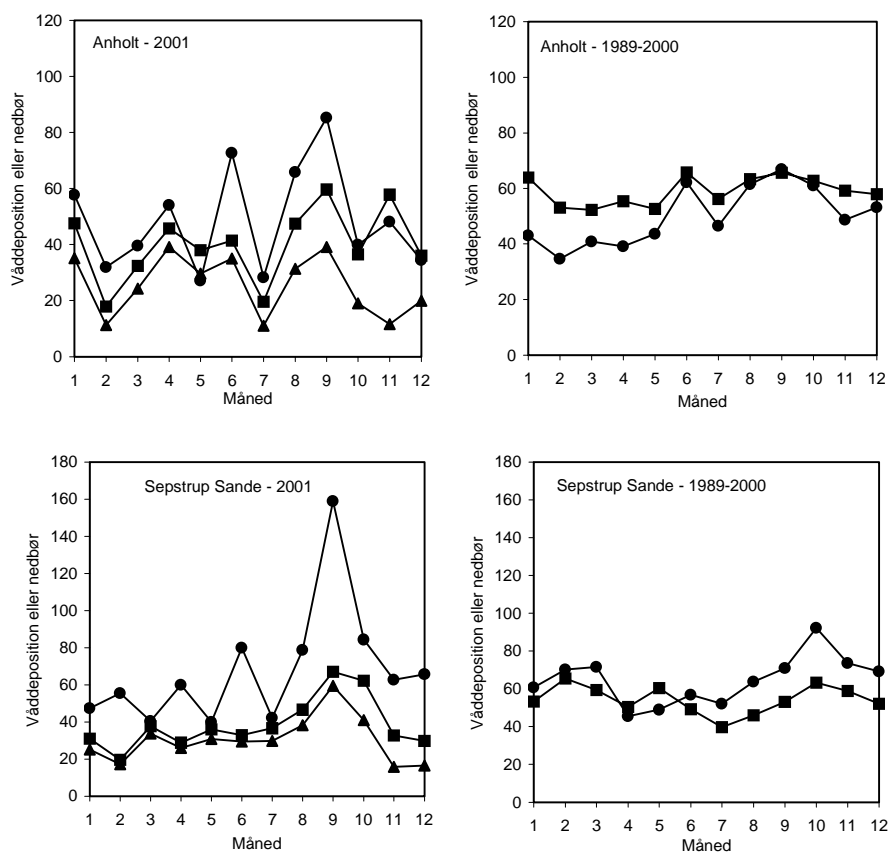 Anholt - 2001
Våddeposition eller nedbør
120
100
80
60
40
20
0
1 2 3 4 5 6 7 8 9 10 11 12
Måned
Anholt - 1989-2000
Våddeposition eller nedbør
120
100
80
60
40
20
0
1 2 3 4 5 6 7 8 9 10 11 12
Måned
Sepstrup Sande - 2001
Våddeposition eller nedbør
180
160
140
120
100
80
60
40
20
0
1 2 3 4 5 6 7 8 9 10 11 12
Måned
Sepstrup Sande - 1989-2000
Våddeposition eller nedbør
180
160
140
120
100
80
60
40
20
0
1 2 3 4 5 6 7 8 9 10 11 12
Måned